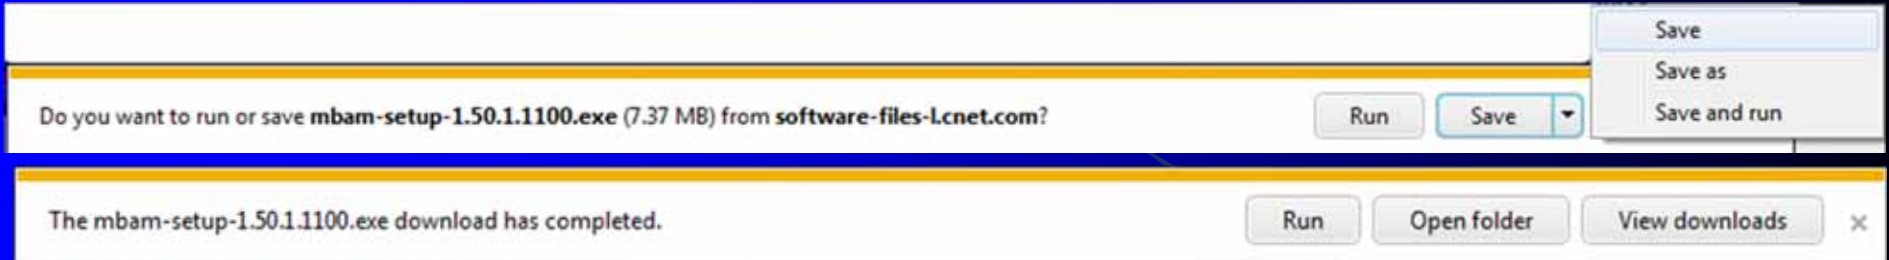 Save
Save as
Save and run
Do you want to run or save mbam-setup-1.50.1.1100.exe (7.37 MB) from software-files-l.cnet.com?
Run
Save
The mbam-setup-1.50.1.1100.exe download has completed.
Run
Open folder
View downloads